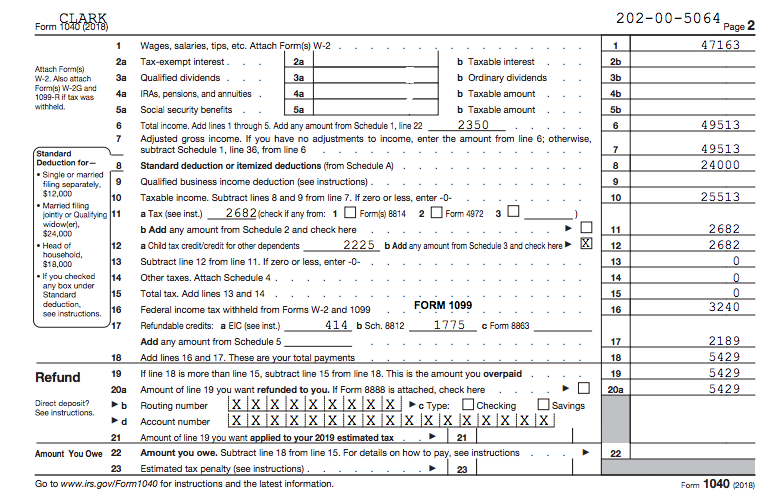 CLARK 202-00-5064
Form 1040 (2018) Page 2
1 Wages, salaries, tips, etc. Attach Form(s) W-2 1 47163
Attach Form(s) W-2. Also attach Form(s) W-2G and 1099-R if tax was withheld.
2a Tax-exempt interest 2a b Taxable interest 2b
3a Qualified dividends 3a b Ordinary dividends 3b
4a IRAs, pensions, and annuities 4a b Taxable amount 4b
5a Social security benefits 5a b Taxable amount 5b
6 Total income. Add lines 1 through 5. Add any amount from Schedule 1, line 22 2350 6 49513
7 Adjusted gross income. If you have no adjustments to income, enter the amount from line 6; otherwise,
subtract Schedule 1, line 36, from line 6 7 49513
Standard Deduction for—
• Single or married filing separately, $12,000
• Married filing jointly or Qualifying widow(er), $24,000
• Head of household, $18,000
• If you checked any box under Standard deduction, see instructions.
8 Standard deduction or itemized deductions (from Schedule A) 8 24000
9 Qualified business income deduction (see instructions) 9
10 Taxable income. Subtract lines 8 and 9 from line 7. If zero or less, enter -0- 10 25513
11 a Tax (see inst.) 2682 (check if any from: 1 Form(s) 8814 2 Form 4972 3 )
b Add any amount from Schedule 2 and check here ▶ 11 2682
12 a Child tax credit/credit for other dependents 2225 b Add any amount from Schedule 3 and check here ▶ X 12 2682
13 Subtract line 12 from line 11. If zero or less, enter -0- 13 0
14 Other taxes. Attach Schedule 4 14 0
15 Total tax. Add lines 13 and 14 15 0
16 Federal income tax withheld from Forms W-2 and 1099 FORM 1099 16 3240
17 Refundable credits: a EIC (see inst.) 414 b Sch. 8812 1775 c Form 8863
Add any amount from Schedule 5 17 2189
18 Add lines 16 and 17. These are your total payments 18 5429
Refund 19 If line 18 is more than line 15, subtract line 15 from line 18. This is the amount you overpaid 19 5429
20a Amount of line 19 you want refunded to you. If Form 8888 is attached, check here ▶ 20a 5429
Direct deposit? See instructions.
▶ b Routing number X X X X X X X X X ▶ c Type: Checking Savings
▶ d Account number X X X X X X X X X X X X X X X X X
21 Amount of line 19 you want applied to your 2019 estimated tax ▶ 21
Amount You Owe 22 Amount you owe. Subtract line 18 from line 15. For details on how to pay, see instructions ▶ 22
23 Estimated tax penalty (see instructions) ▶ 23
Go to www.irs.gov/Form1040 for instructions and the latest information. Form 1040 (2018)